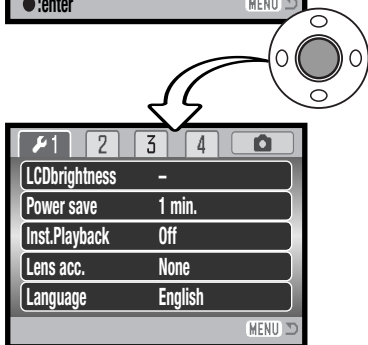 ●:enter MENU
1 2 3 4
LCDbrightness –
Power save 1 min.
Inst.Playback Off
Lens acc. None
Language English
MENU